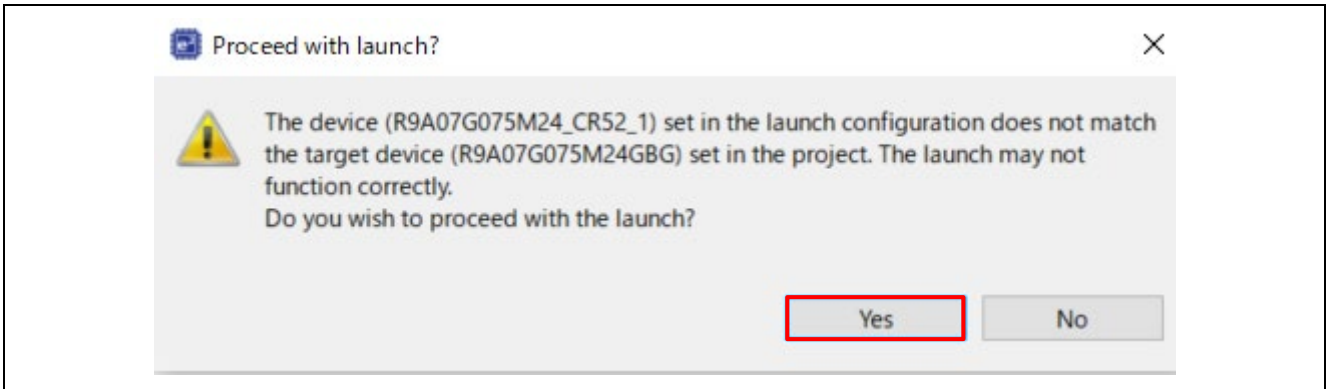 Proceed with launch?
The device (R9A07G075M24_CR52_1) set in the launch configuration does not match
the target device (R9A07G075M24GBG) set in the project. The launch may not
function correctly.
Do you wish to proceed with the launch?
Yes
No